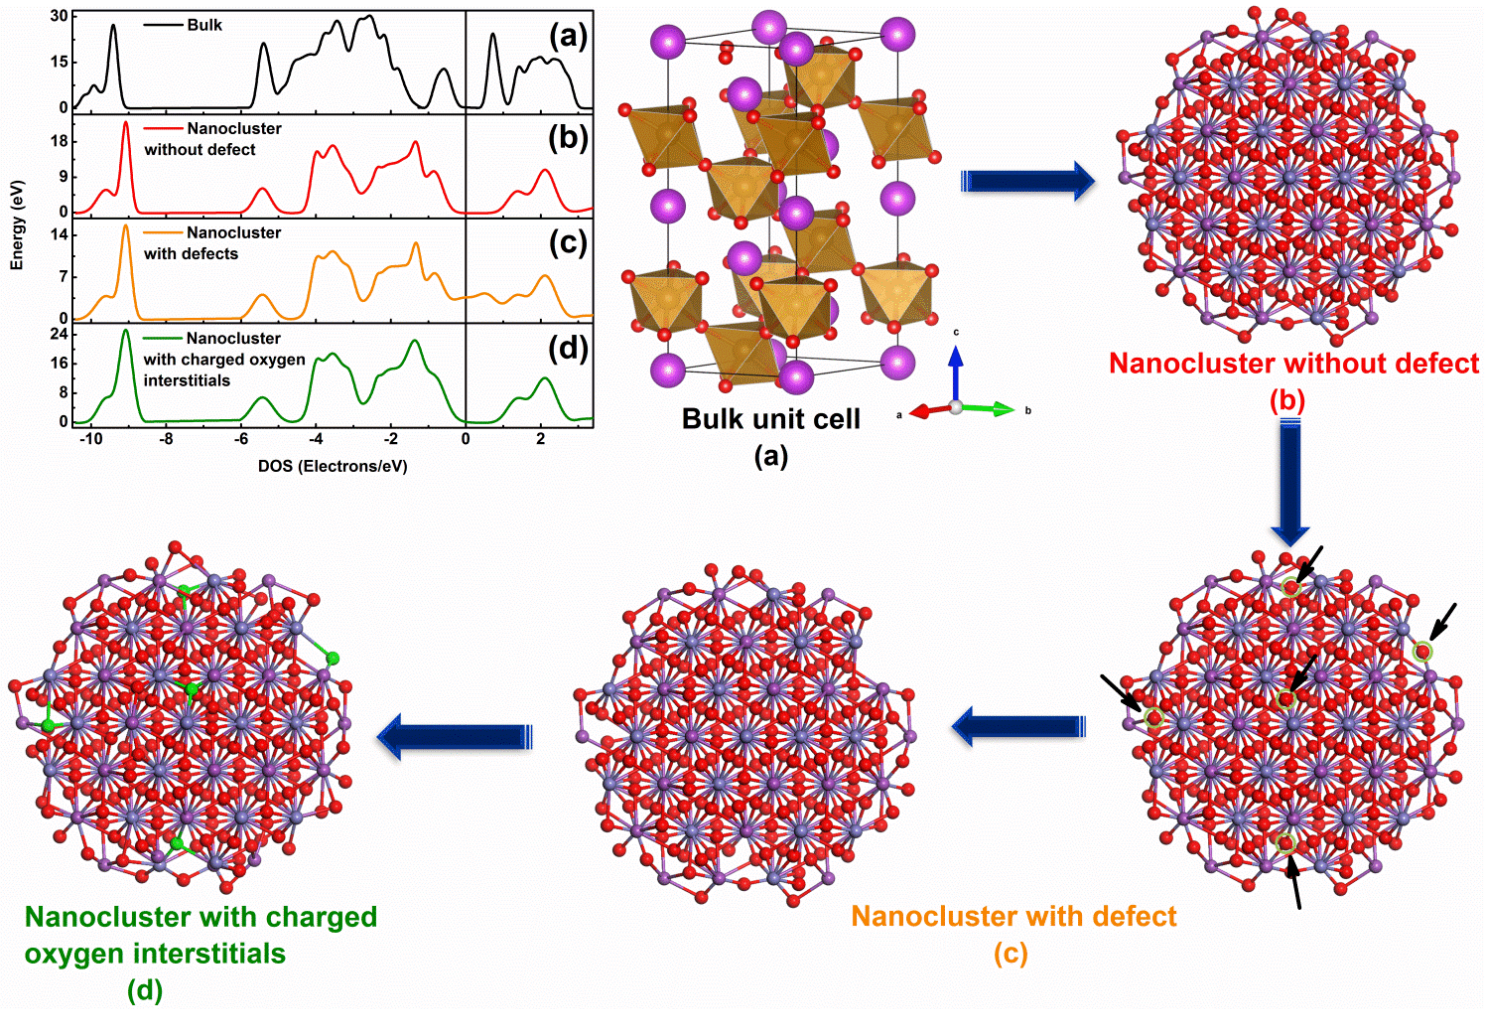 Energy (eV)
30
15
0
Bulk
(a)
18
9
0
Nanocluster
without defect
(b)
14
7
0
Nanocluster
with defects
(c)
24
16
8
0
Nanocluster
with charged oxygen
interstitials
(d)
-10 -8 -6 -4 -2 0 2
DOS (Electrons/eV)
c
a
b
Bulk unit cell
(a)
Nanocluster without defect
(b)
Nanocluster with defect
(c)
Nanocluster with charged
oxygen interstitials
(d)